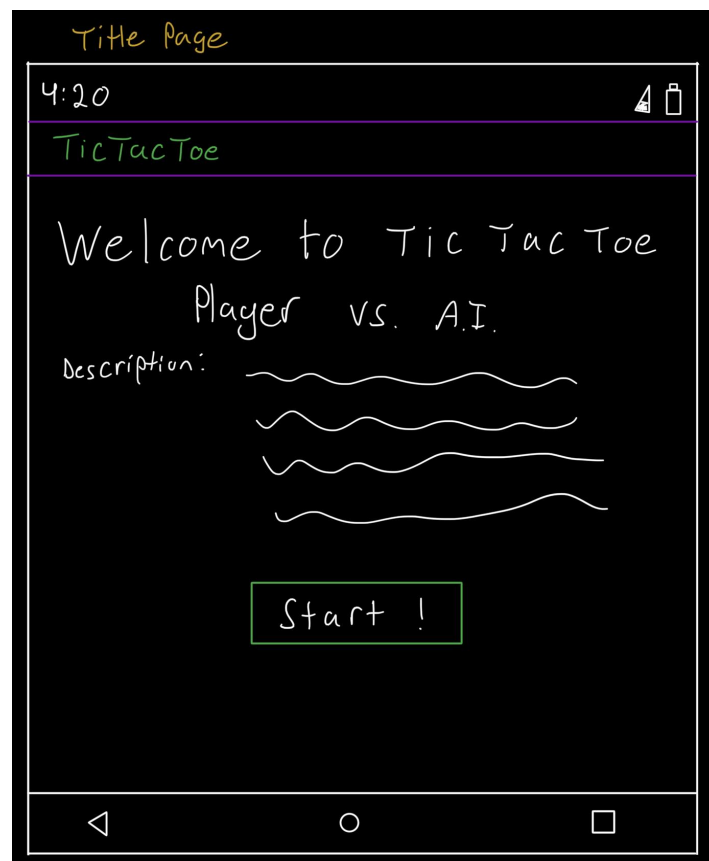 Title Page
4:20
TicTacToe
Welcome to Tic Tac Toe
Player vs. A.I.
Description:
Start !